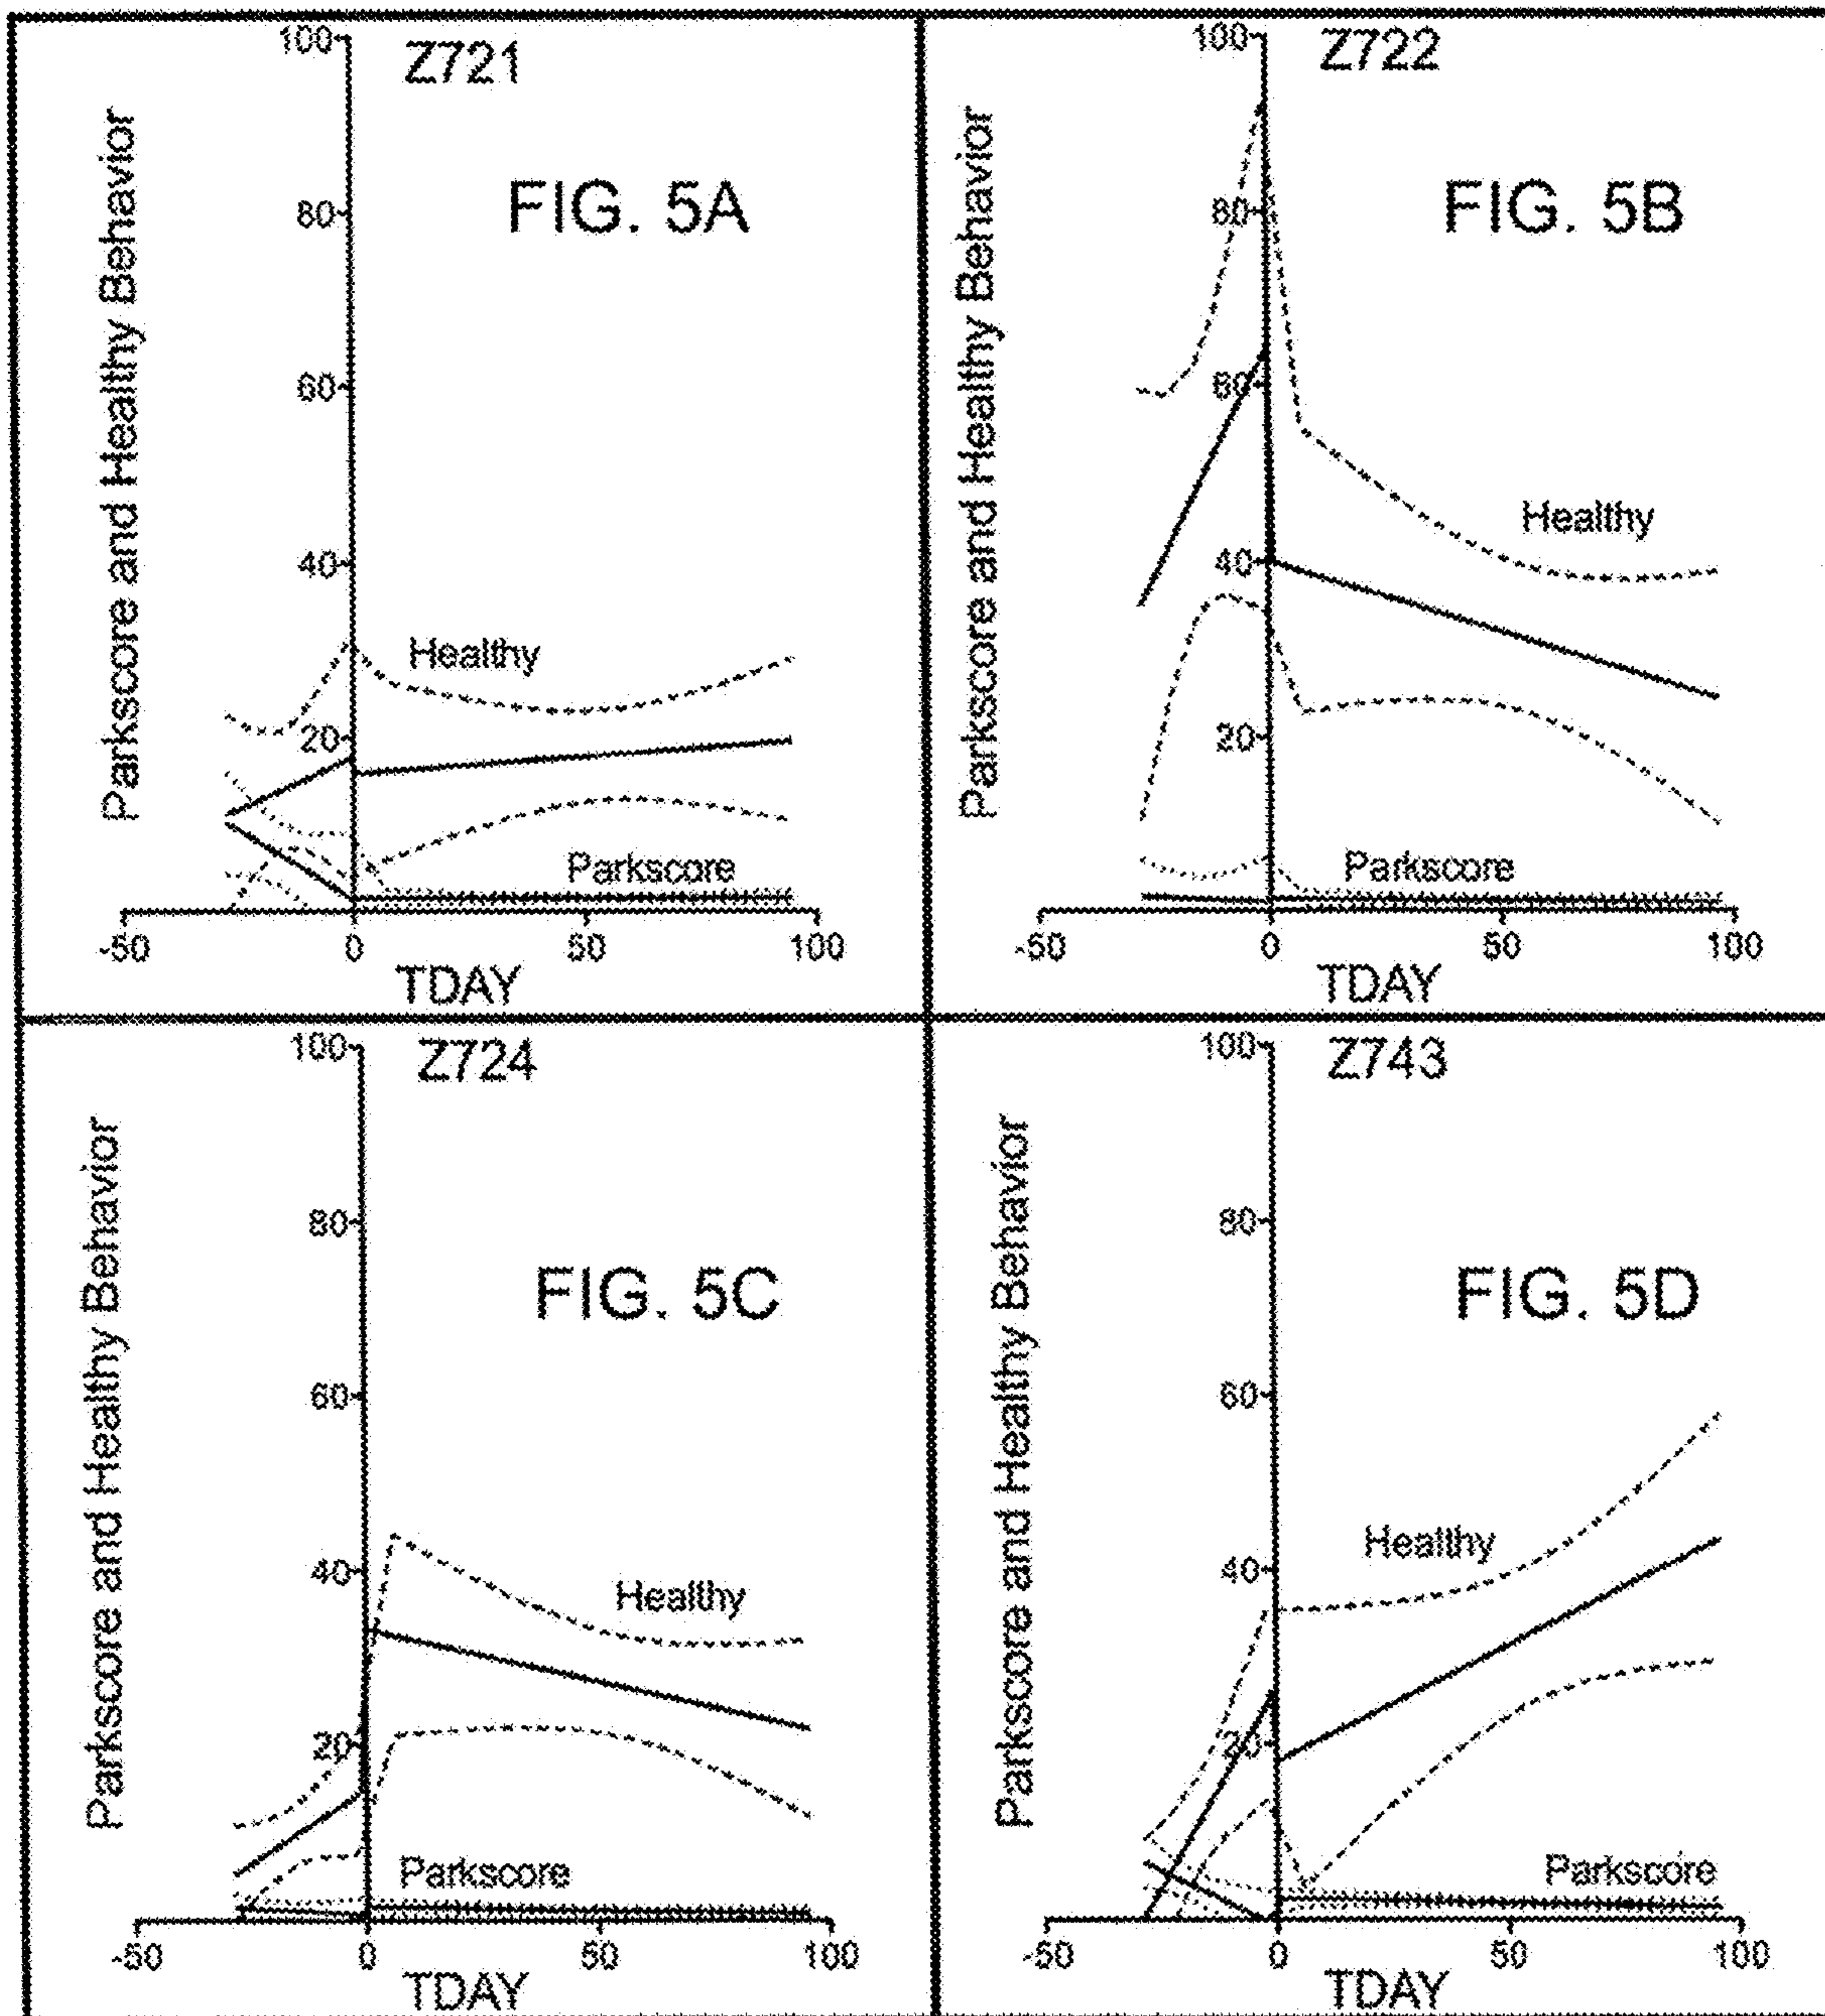 Z721
FIG. 5A
Parkscore and Healthy Behavior
100
80
60
40
20
Healthy
Parkscore
-50 0 50 100
TDAY
Z722
FIG. 5B
Parkscore and Healthy Behavior
100
80
60
40
20
Healthy
Parkscore
-50 0 50 100
TDAY
Z724
FIG. 5C
Parkscore and Healthy Behavior
100
80
60
40
20
Healthy
Parkscore
-50 0 50 100
TDAY
Z743
FIG. 5D
Parkscore and Healthy Behavior
100
80
60
40
20
Healthy
Parkscore
-50 0 50 100
TDAY